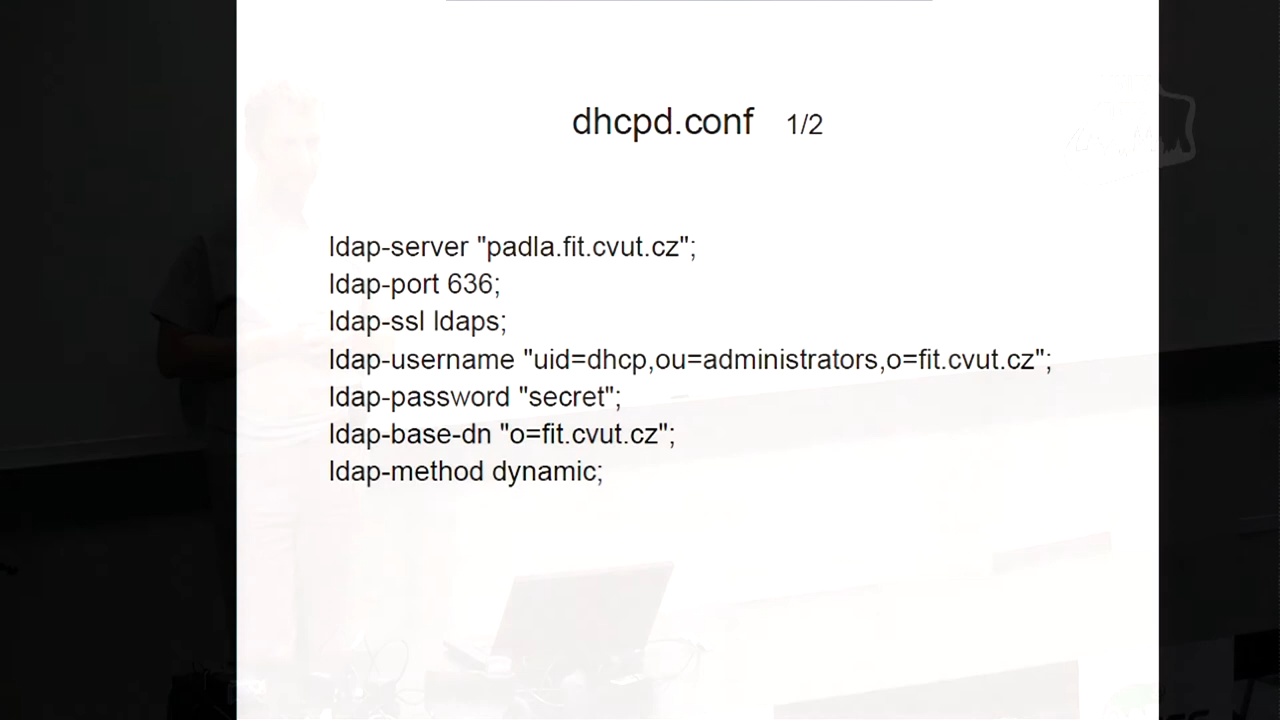 dhcpd.conf 1/2
ldap-server "padla.fit.cvut.cz";
ldap-port 636;
ldap-ssl ldaps;
ldap-username "uid=dhcp,ou=administrators,o=fit.cvut.cz";
ldap-password "secret";
ldap-base-dn "o=fit.cvut.cz";
ldap-method dynamic;